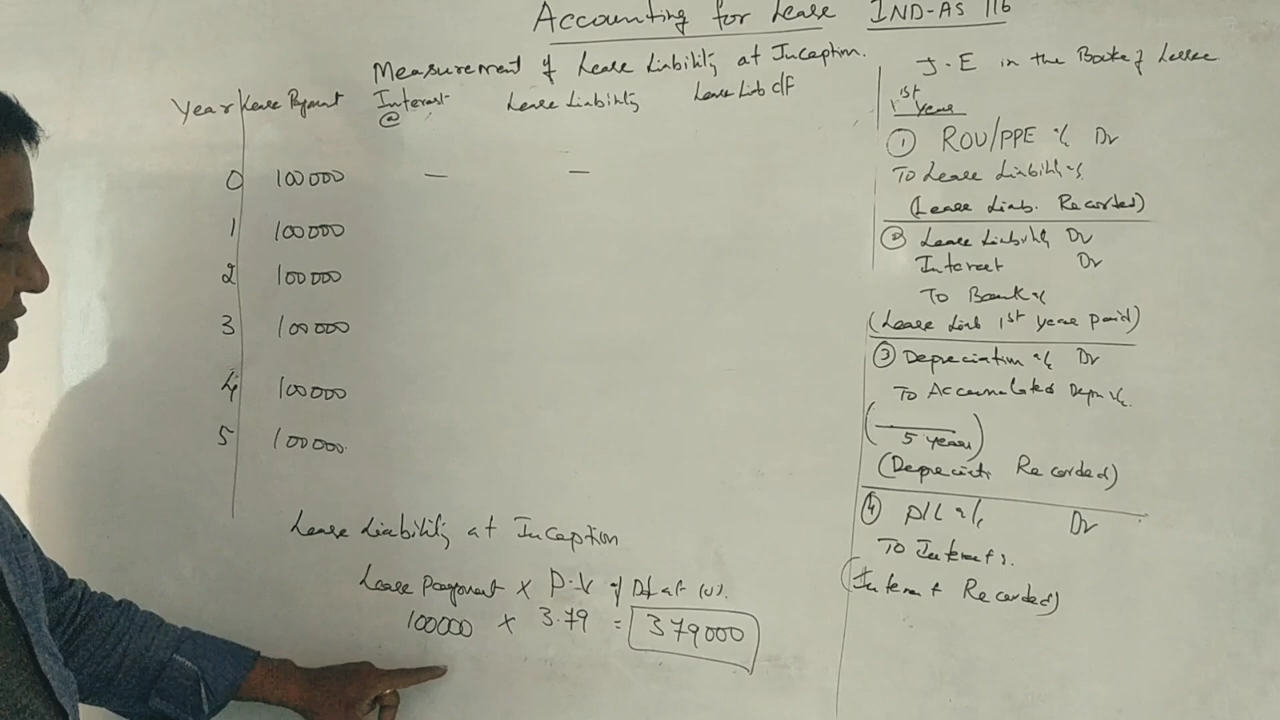 Accounting for Lease IND-AS 116
Measurement of Lease Liability at Inception.
Year Lease Payment Interest @ Lease Liability Lease Liab c/f
0 100000 — —
1 100000
2 100000
3 100000
4 100000
5 100000
Lease Liability at Inception
Lease Payment × P.V of
100000 × 3.79 = 379000
J.E in the Books of Lessee
1st Year
① ROU/PPE a/c Dr
To Lease Liability
(Lease Liab. Recorded)
② Lease Liability Dr
Interest Dr
To Bank a/c
(Lease Liab 1st year paid)
③ Depreciation a/c Dr
To Accumulated Depn a/c.
5 years
(Depreciat. Recorded)
④ P/L a/c Dr
To Interest
(Interest Recorded)